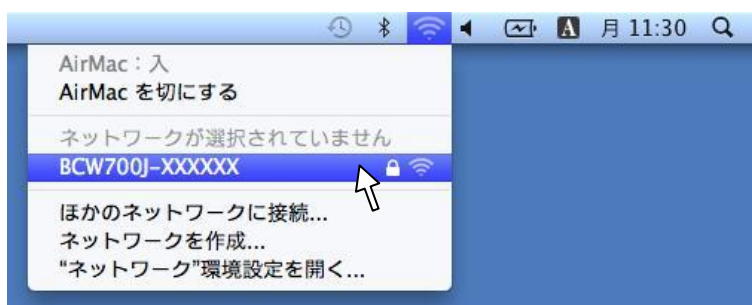 A 月 11:30
AirMac：入
AirMac を切にする
ネットワークが選択されていません
BCW700J-XXXXXX
ほかのネットワークに接続...
ネットワークを作成...
“ネットワーク”環境設定を開く...